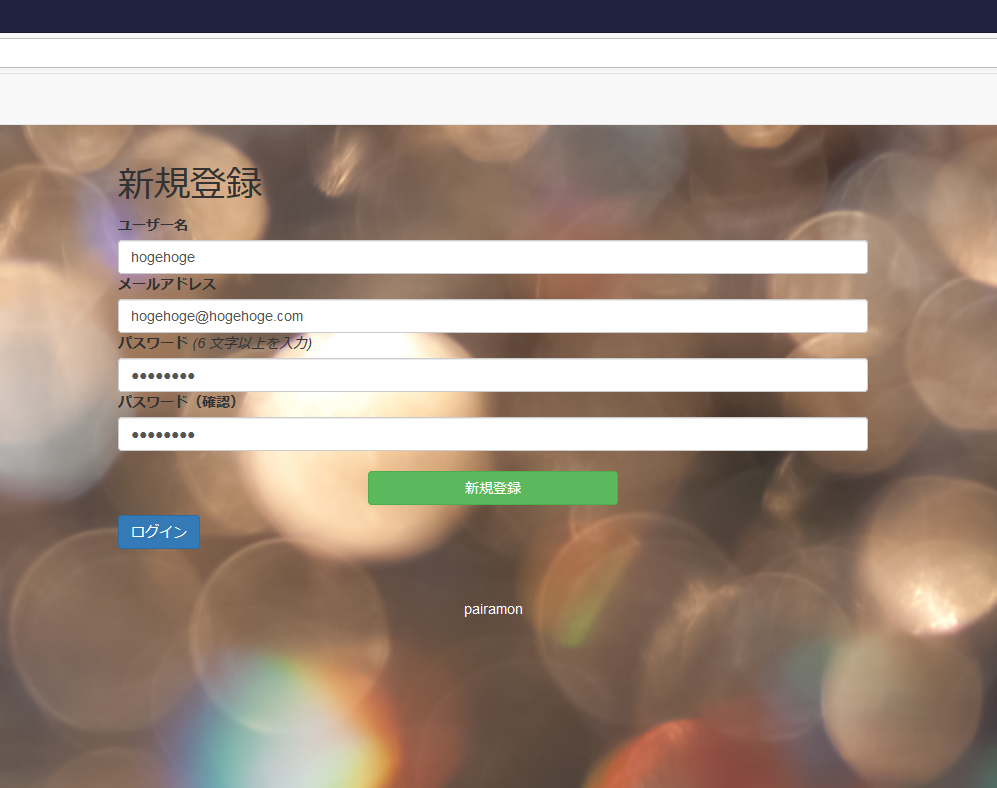 新規登録
ユーザー名
hogehoge
メールアドレス
hogehoge@hogehoge.com
パスワード (6 文字以上を入力)
••••••••
パスワード（確認）
••••••••
新規登録
ログイン
pairamon